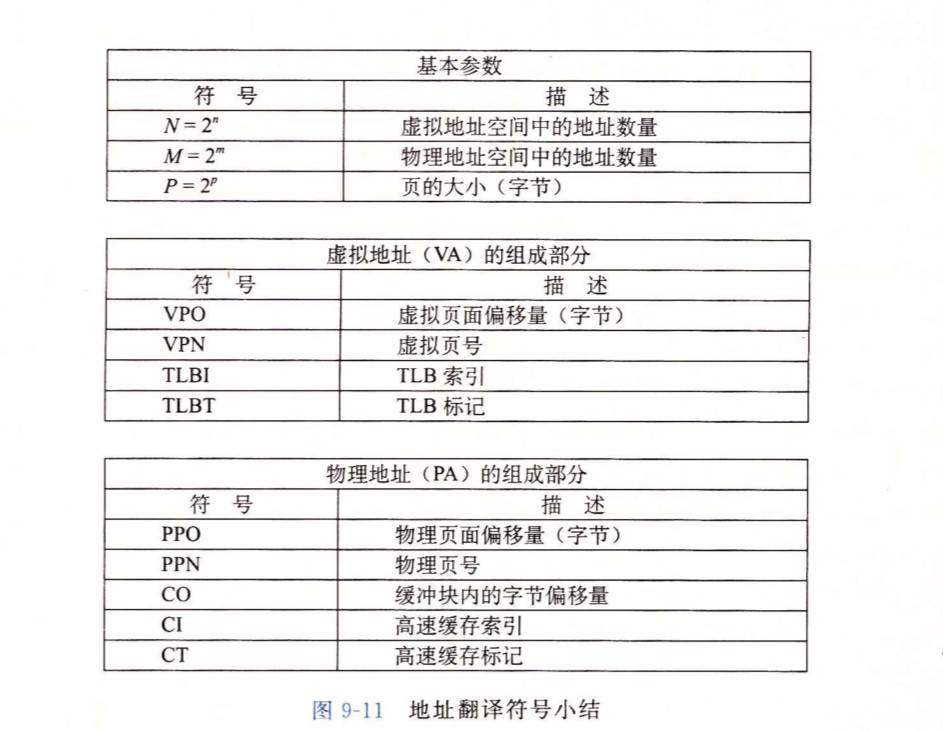 基本参数
符 号 描 述
N = 2ⁿ 虚拟地址空间中的地址数量
M = 2ᵐ 物理地址空间中的地址数量
P = 2ᵖ 页的大小（字节）
虚拟地址（VA）的组成部分
符 号 描 述
VPO 虚拟页面偏移量（字节）
VPN 虚拟页号
TLBI TLB 索引
TLBT TLB 标记
物理地址（PA）的组成部分
符 号 描 述
PPO 物理页面偏移量（字节）
PPN 物理页号
CO 缓冲块内的字节偏移量
CI 高速缓存索引
CT 高速缓存标记
图 9-11 地址翻译符号小结